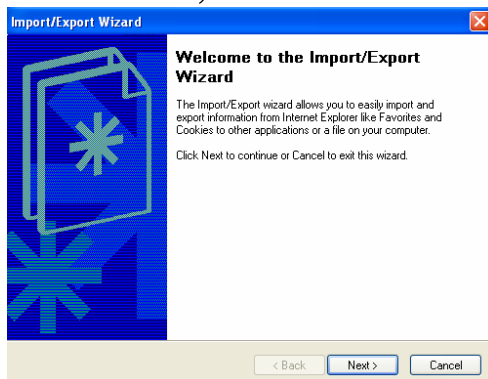 Import/Export Wizard
Welcome to the Import/Export
Wizard
The Import/Export wizard allows you to easily import and
export information from Internet Explorer like Favorites and
Cookies to other applications or a file on your computer.
Click Next to continue or Cancel to exit this wizard.
< Back Next > Cancel